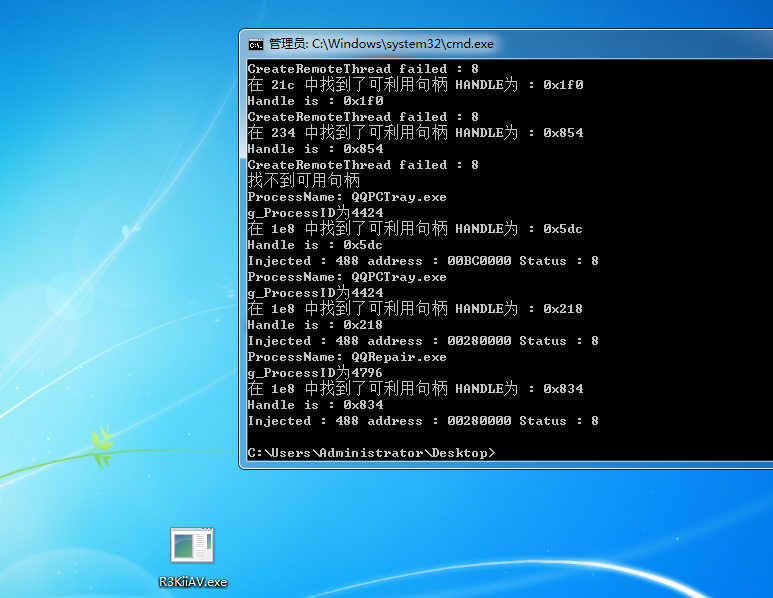 管理员: C:\Windows\system32\cmd.exe
CreateRemoteThread failed : 8
在 21c 中找到了可利用句柄 HANDLE为 : 0x1f0
Handle is : 0x1f0
CreateRemoteThread failed : 8
在 234 中找到了可利用句柄 HANDLE为 : 0x854
Handle is : 0x854
CreateRemoteThread failed : 8
找不到可用句柄
ProcessName: QQPCTray.exe
g_ProcessID为4424
在 1e8 中找到了可利用句柄 HANDLE为 : 0x5dc
Handle is : 0x5dc
Injected : 488 address : 00BC0000 Status : 8
ProcessName: QQPCTray.exe
g_ProcessID为4424
在 1e8 中找到了可利用句柄 HANDLE为 : 0x218
Handle is : 0x218
Injected : 488 address : 00280000 Status : 8
ProcessName: QQRepair.exe
g_ProcessID为4796
在 1e8 中找到了可利用句柄 HANDLE为 : 0x834
Handle is : 0x834
Injected : 488 address : 00280000 Status : 8
C:\Users\Administrator\Desktop>
R3KiiAV.exe